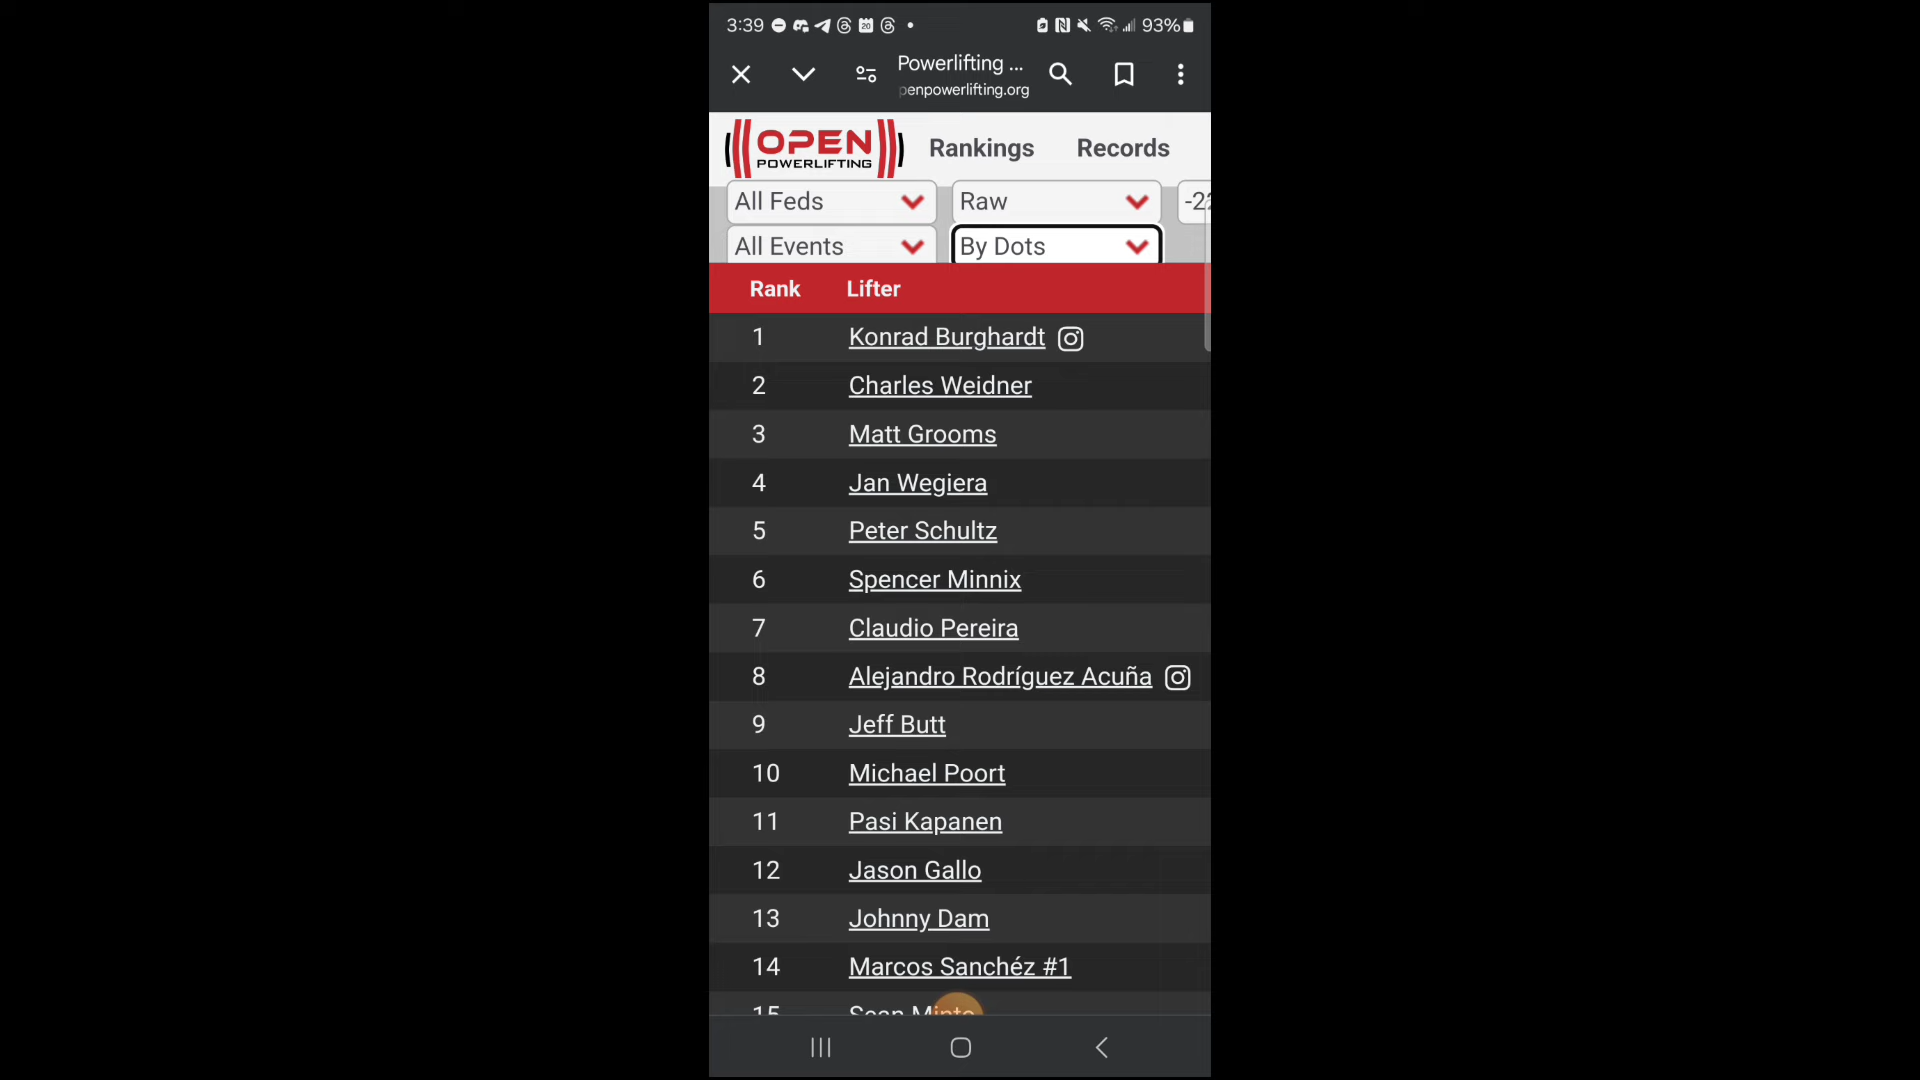 3:39 93%
Powerlifting ...
penpowerlifting.org
OPEN
POWERLIFTING
Rankings Records
All Feds Raw
All Events By Dots
Rank Lifter
1 Konrad Burghardt
2 Charles Weidner
3 Matt Grooms
4 Jan Wegiera
5 Peter Schultz
6 Spencer Minnix
7 Claudio Pereira
8 Alejandro Rodríguez Acuña
9 Jeff Butt
10 Michael Poort
11 Pasi Kapanen
12 Jason Gallo
13 Johnny Dam
14 Marcos Sanchéz #1
15 Sean Minto